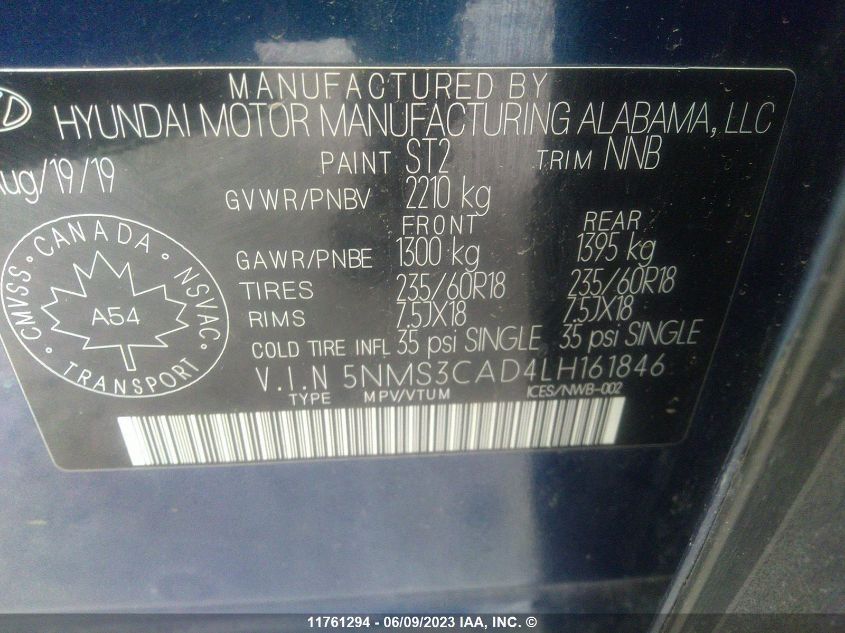 MANUFACTURED BY
HYUNDAI MOTOR MANUFACTURING ALABAMA, LLC
Aug/19/19
PAINT ST2 TRIM NNB
GVWR/PNBV 2210 kg
FRONT REAR
GAWR/PNBE 1300 kg 1395 kg
TIRES 235/60R18 235/60R18
RIMS 7.5JX18 7.5JX18
COLD TIRE INFL 35 psi SINGLE 35 psi SINGLE
V.I.N 5NMS3CAD4LH161846
TYPE MPV/VTUM ICES/NWB-002
CANADA
CMVSS NSVAC
A54
TRANSPORT
11761294 - 06/09/2023 IAA, INC. ©